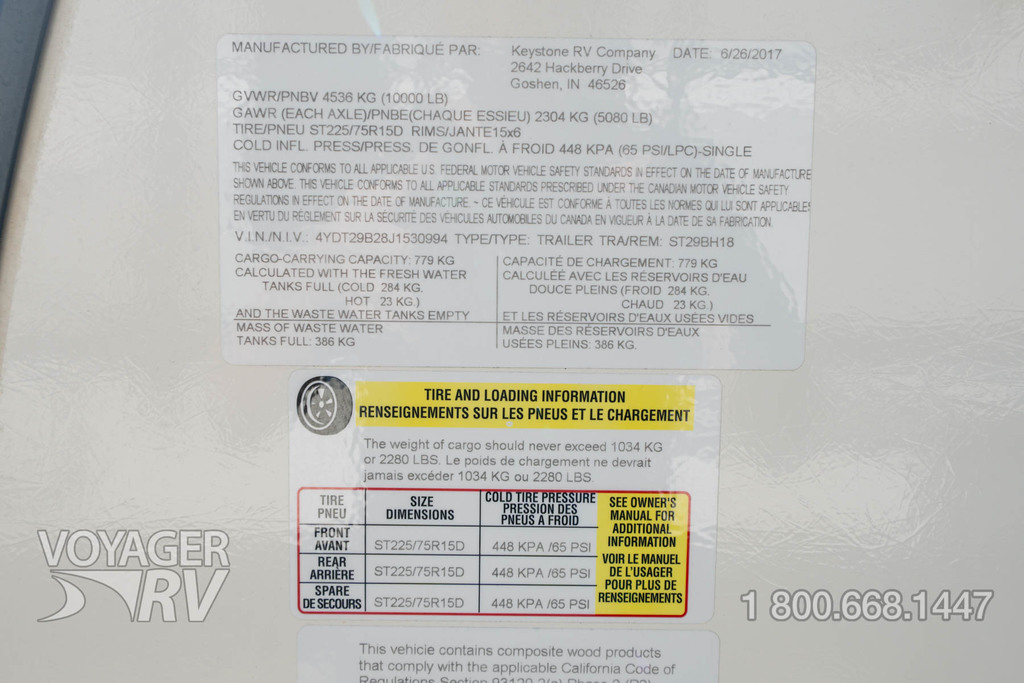 MANUFACTURED BY/FABRIQUÉ PAR: Keystone RV Company DATE: 6/26/2017
2642 Hackberry Drive
Goshen, IN 46526
GVWR/PNBV 4536 KG (10000 LB)
GAWR (EACH AXLE)/PNBE(CHAQUE ESSIEU) 2304 KG (5080 LB)
TIRE/PNEU ST225/75R15D RIMS/JANTE15x6
COLD INFL. PRESS/PRESS. DE GONFL. À FROID 448 KPA (65 PSI/LPC)-SINGLE
THIS VEHICLE CONFORMS TO ALL APPLICABLE U.S. FEDERAL MOTOR VEHICLE SAFETY STANDARDS IN EFFECT ON THE DATE OF MANUFACTURE
SHOWN ABOVE. THIS VEHICLE CONFORMS TO ALL APPLICABLE STANDARDS PRESCRIBED UNDER THE CANADIAN MOTOR VEHICLE SAFETY
REGULATIONS IN EFFECT ON THE DATE OF MANUFACTURE. ~ CE VÉHICULE EST CONFORME À TOUTES LES NORMES QUI LUI SONT APPLICABLES
EN VERTU DU RÈGLEMENT SUR LA SÉCURITÉ DES VÉHICULES AUTOMOBILES DU CANADA EN VIGUEUR À LA DATE DE SA FABRICATION.
V.I.N./N.I.V.: 4YDT29B28J1530994 TYPE/TYPE: TRAILER TRA/REM: ST29BH18
CARGO-CARRYING CAPACITY: 779 KG
CALCULATED WITH THE FRESH WATER
TANKS FULL (COLD 284 KG.
HOT 23 KG.)
AND THE WASTE WATER TANKS EMPTY
MASS OF WASTE WATER
TANKS FULL: 386 KG
CAPACITÉ DE CHARGEMENT: 779 KG
CALCULÉE AVEC LES RÉSERVOIRS D'EAU
DOUCE PLEINS (FROID 284 KG.
CHAUD 23 KG.)
ET LES RÉSERVOIRS D'EAUX USÉES VIDES
MASSE DES RÉSERVOIRS D'EAUX
USÉES PLEINS: 386 KG.
TIRE AND LOADING INFORMATION
RENSEIGNEMENTS SUR LES PNEUS ET LE CHARGEMENT
The weight of cargo should never exceed 1034 KG
or 2280 LBS. Le poids de chargement ne devrait
jamais excéder 1034 KG ou 2280 LBS.
TIRE
PNEU
SIZE
DIMENSIONS
COLD TIRE PRESSURE
PRESSION DES
PNEUS A FROID
FRONT
AVANT
ST225/75R15D
448 KPA /65 PSI
REAR
ARRIÈRE
ST225/75R15D
448 KPA /65 PSI
SPARE
DE SECOURS
ST225/75R15D
448 KPA /65 PSI
SEE OWNER'S
MANUAL FOR
ADDITIONAL
INFORMATION
VOIR LE MANUEL
DE L'USAGER
POUR PLUS DE
RENSEIGNEMENTS
VOYAGER
RV
1 800.668.1447
This vehicle contains composite wood products
that comply with the applicable California Code of
Regulations Section 93120.2(a) Phase 2 (P2)